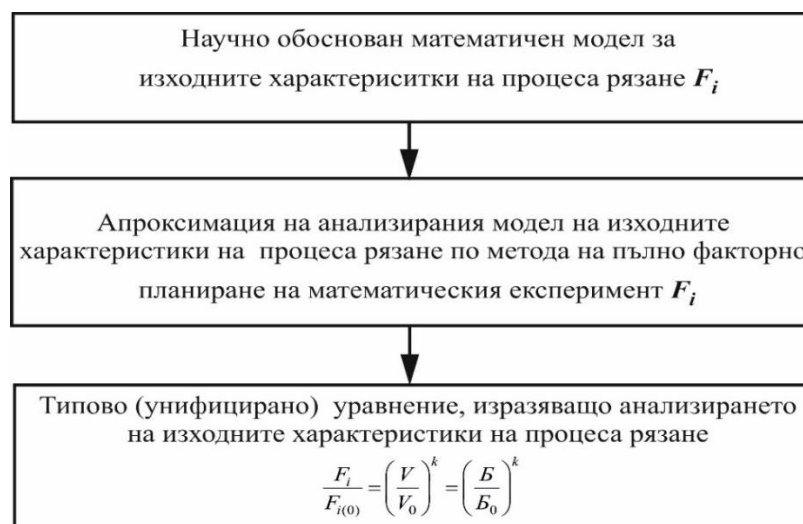 Научно обоснован математичен модел за
изходните характериситки на процеса рязане F_i
Апроксимация на анализирания модел на изходните
характеристики на процеса рязане по метода на пълно факторно
планиране на математическия експеримент F_i
Типово (унифицирано) уравнение, изразяващо анализирането
на изходните характеристики на процеса рязане
F_i / F_{i(0)} = (V / V_0)^k = (Б / Б_0)^k